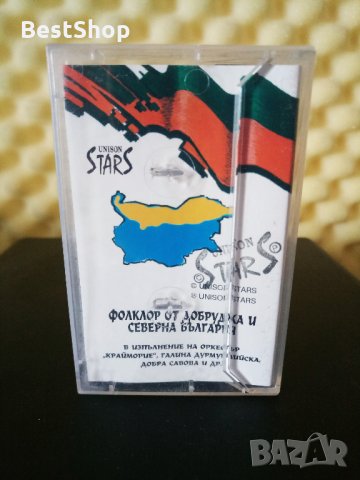 BestShop
UNISON
STARS
UNISON
STARS
© UNISON STARS
℗ UNISON STARS
ФОЛКЛОР ОТ ДОБРУДЖА И
СЕВЕРНА БЪЛГАРИЯ
В ИЗПЪЛНЕНИЕ НА ОРКЕСТЪР
"КРАЙМОРИЕ", ГАЛИНА ДУРМУШЛИЙСКА,
ДОБРА САВОВА И ДР.
BAZAR